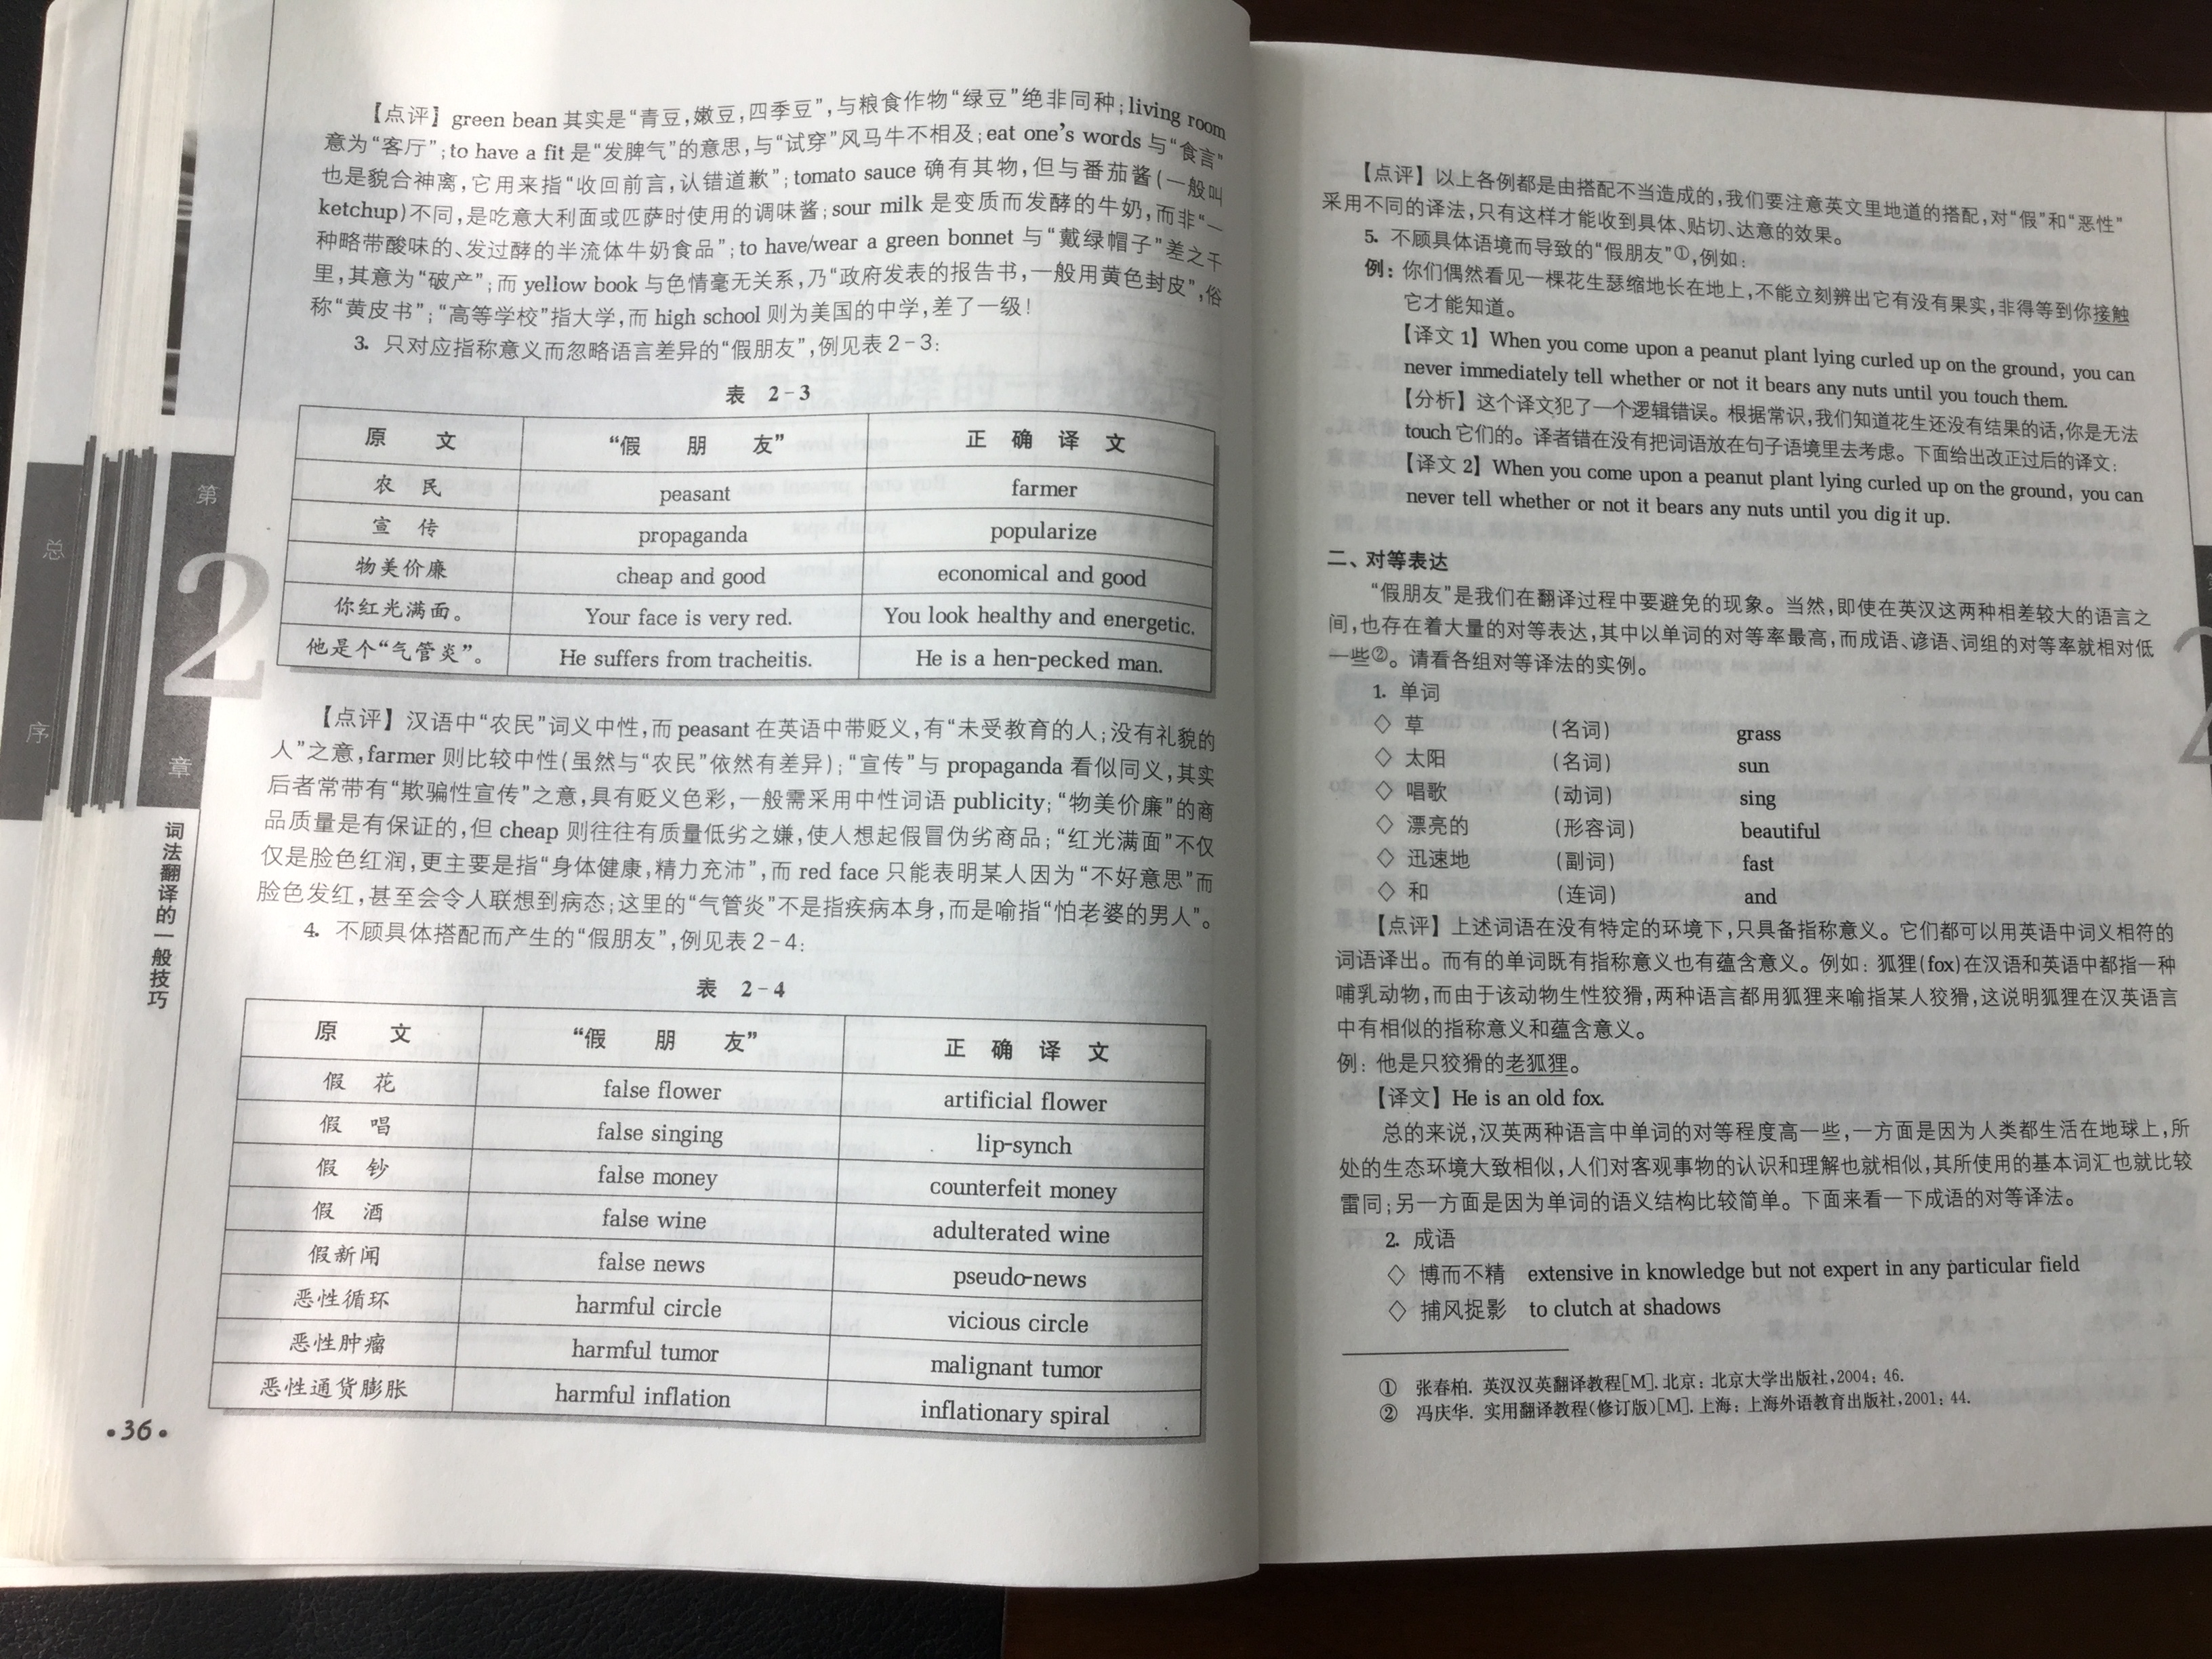 【点评】green bean 其实是"青豆,嫩豆,四季豆",与粮食作物"绿豆"绝非同种;living room
意为"客厅";to have a fit 是"发脾气"的意思,与"试穿"风马牛不相及;eat one's words 与"食言"
也是貌合神离,它用来指"收回前言,认错道歉";tomato sauce 确有其物,但与番茄酱(一般叫
ketchup)不同,是吃意大利面或匹萨时使用的调味酱;sour milk 是变质而发酵的牛奶,而非"一
种略带酸味的、发过酵的半流体牛奶食品";to have/wear a green bonnet 与"戴绿帽子"差之千
里,其意为"破产";而 yellow book 与色情毫无关系,乃"政府发表的报告书,一般用黄色封皮",俗
称"黄皮书";"高等学校"指大学,而 high school 则为美国的中学,差了一级!
3. 只对应指称意义而忽略语言差异的"假朋友",例见表 2-3:
表 2-3
原 文 "假 朋 友" 正 确 译 文
农 民 peasant farmer
宣 传 propaganda popularize
物美价廉 cheap and good economical and good
你红光满面。 Your face is very red. You look healthy and energetic.
他是个"气管炎"。 He suffers from tracheitis. He is a hen-pecked man.
【点评】汉语中"农民"词义中性,而 peasant 在英语中带贬义,有"未受教育的人;没有礼貌的
人"之意,farmer 则比较中性(虽然与"农民"依然有差异);"宣传"与 propaganda 看似同义,其实
后者常带有"欺骗性宣传"之意,具有贬义色彩,一般需采用中性词语 publicity;"物美价廉"的商
品质量是有保证的,但 cheap 则往往有质量低劣之嫌,使人想起假冒伪劣商品;"红光满面"不仅
仅是脸色红润,更主要是指"身体健康,精力充沛",而 red face 只能表明某人因为"不好意思"而
脸色发红,甚至会令人联想到病态;这里的"气管炎"不是指疾病本身,而是喻指"怕老婆的男人"。
4. 不顾具体搭配而产生的"假朋友",例见表 2-4:
表 2-4
原 文 "假 朋 友" 正 确 译 文
假 花 false flower artificial flower
假 唱 false singing lip-synch
假 钞 false money counterfeit money
假 酒 false wine adulterated wine
假新闻 false news pseudo-news
恶性循环 harmful circle vicious circle
恶性肿瘤 harmful tumor malignant tumor
恶性通货膨胀 harmful inflation inflationary spiral
·36·
第 2 章
词法翻译的一般技巧
总
序
【点评】以上各例都是由搭配不当造成的,我们要注意英文里地道的搭配,对"假"和"恶性"
采用不同的译法,只有这样才能收到具体、贴切、达意的效果。
5. 不顾具体语境而导致的"假朋友"①,例如:
例:你们偶然看见一棵花生瑟缩地长在地上,不能立刻辨出它有没有果实,非得等到你接触
它才能知道。
【译文 1】When you come upon a peanut plant lying curled up on the ground, you can
never immediately tell whether or not it bears any nuts until you touch them.
【分析】这个译文犯了一个逻辑错误。根据常识,我们知道花生还没有结果的话,你是无法
touch 它们的。译者错在没有把词语放在句子语境里去考虑。下面给出改正过后的译文:
【译文 2】When you come upon a peanut plant lying curled up on the ground, you can
never tell whether or not it bears any nuts until you dig it up.
二、对等表达
"假朋友"是我们在翻译过程中要避免的现象。当然,即使在英汉这两种相差较大的语言之
间,也存在着大量的对等表达,其中以单词的对等率最高,而成语、谚语、词组的对等率就相对低
一些②。请看各组对等译法的实例。
1. 单词
◇ 草 (名词) grass
◇ 太阳 (名词) sun
◇ 唱歌 (动词) sing
◇ 漂亮的 (形容词) beautiful
◇ 迅速地 (副词) fast
◇ 和 (连词) and
【点评】上述词语在没有特定的环境下,只具备指称意义。它们都可以用英语中词义相符的
词语译出。而有的单词既有指称意义也有蕴含意义。例如:狐狸(fox)在汉语和英语中都指一种
哺乳动物,而由于该动物生性狡猾,两种语言都用狐狸来喻指某人狡猾,这说明狐狸在汉英语言
中有相似的指称意义和蕴含意义。
例:他是只狡猾的老狐狸。
【译文】He is an old fox.
总的来说,汉英两种语言中单词的对等程度高一些,一方面是因为人类都生活在地球上,所
处的生态环境大致相似,人们对客观事物的认识和理解也就相似,其所使用的基本词汇也就比较
雷同;另一方面是因为单词的语义结构比较简单。下面来看一下成语的对等译法。
2. 成语
◇ 博而不精 extensive in knowledge but not expert in any particular field
◇ 捕风捉影 to clutch at shadows
① 张春柏. 英汉汉英翻译教程[M]. 北京:北京大学出版社,2004:46.
② 冯庆华. 实用翻译教程(修订版)[M]. 上海:上海外语教育出版社,2001:44.